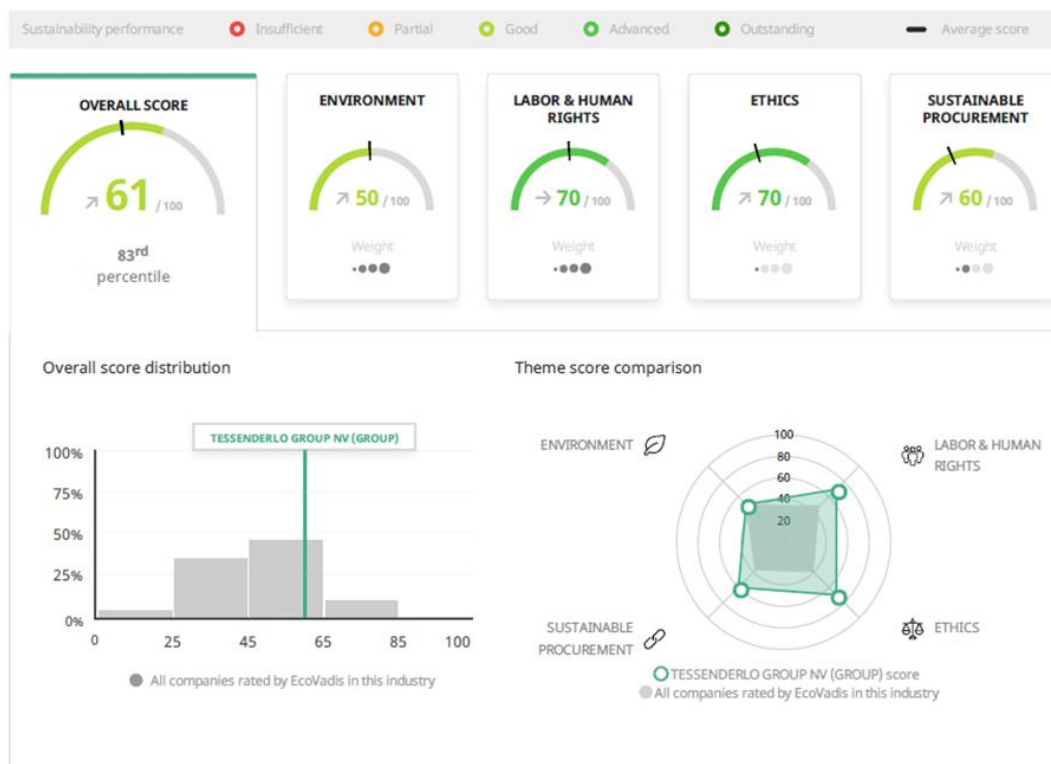 Sustainability performance
Insufficient
Partial
Good
Advanced
Outstanding
Average score
OVERALL SCORE
61 / 100
83rd
percentile
ENVIRONMENT
50 / 100
Weight
LABOR & HUMAN
RIGHTS
70 / 100
Weight
ETHICS
70 / 100
Weight
SUSTAINABLE
PROCUREMENT
60 / 100
Weight
Overall score distribution
TESSENDERLO GROUP NV (GROUP)
100%
75%
50%
25%
0%
0 25 45 65 85 100
All companies rated by EcoVadis in this industry
Theme score comparison
ENVIRONMENT
LABOR & HUMAN
RIGHTS
100
80
60
40
20
SUSTAINABLE
PROCUREMENT
ETHICS
TESSENDERLO GROUP NV (GROUP) score
All companies rated by EcoVadis in this industry